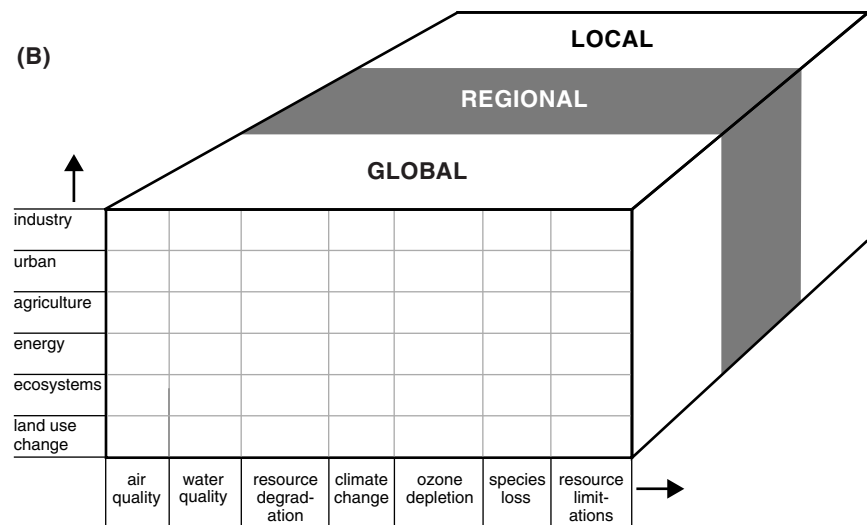 (B)
LOCAL
REGIONAL
GLOBAL
industry
urban
agriculture
energy
ecosystems
land use
change
air
quality
water
quality
resource
degrad-
ation
climate
change
ozone
depletion
species
loss
resource
limit-
ations